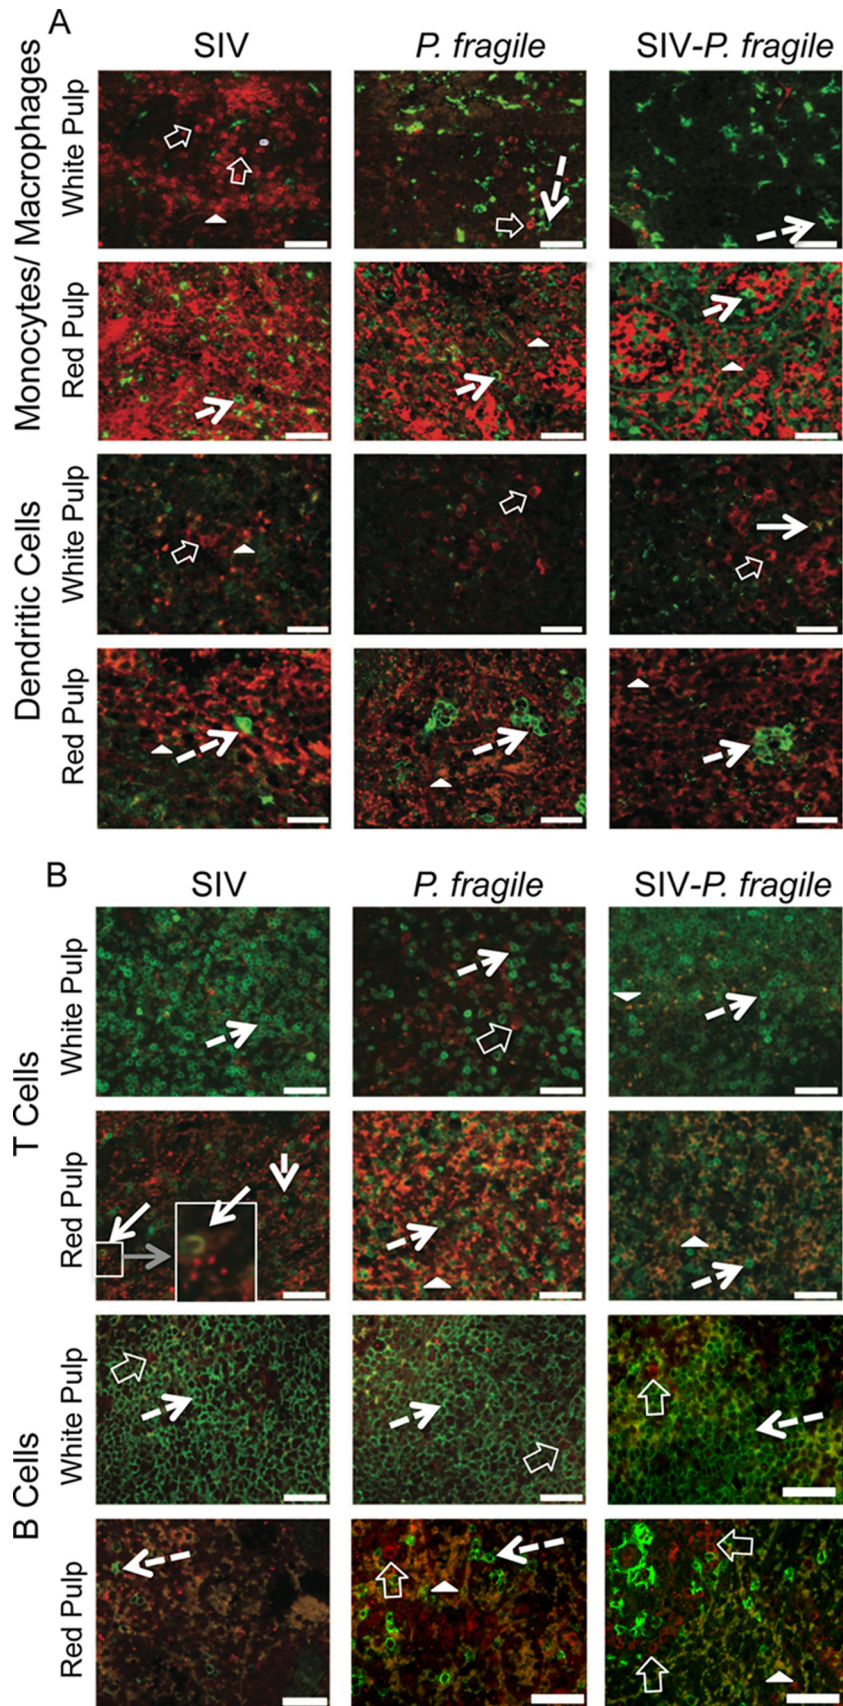 A
SIV
P. fragile
SIV-P. fragile
Monocytes/ Macrophages
White Pulp
Red Pulp
Dendritic Cells
White Pulp
Red Pulp
B
SIV
P. fragile
SIV-P. fragile
T Cells
White Pulp
Red Pulp
B Cells
White Pulp
Red Pulp